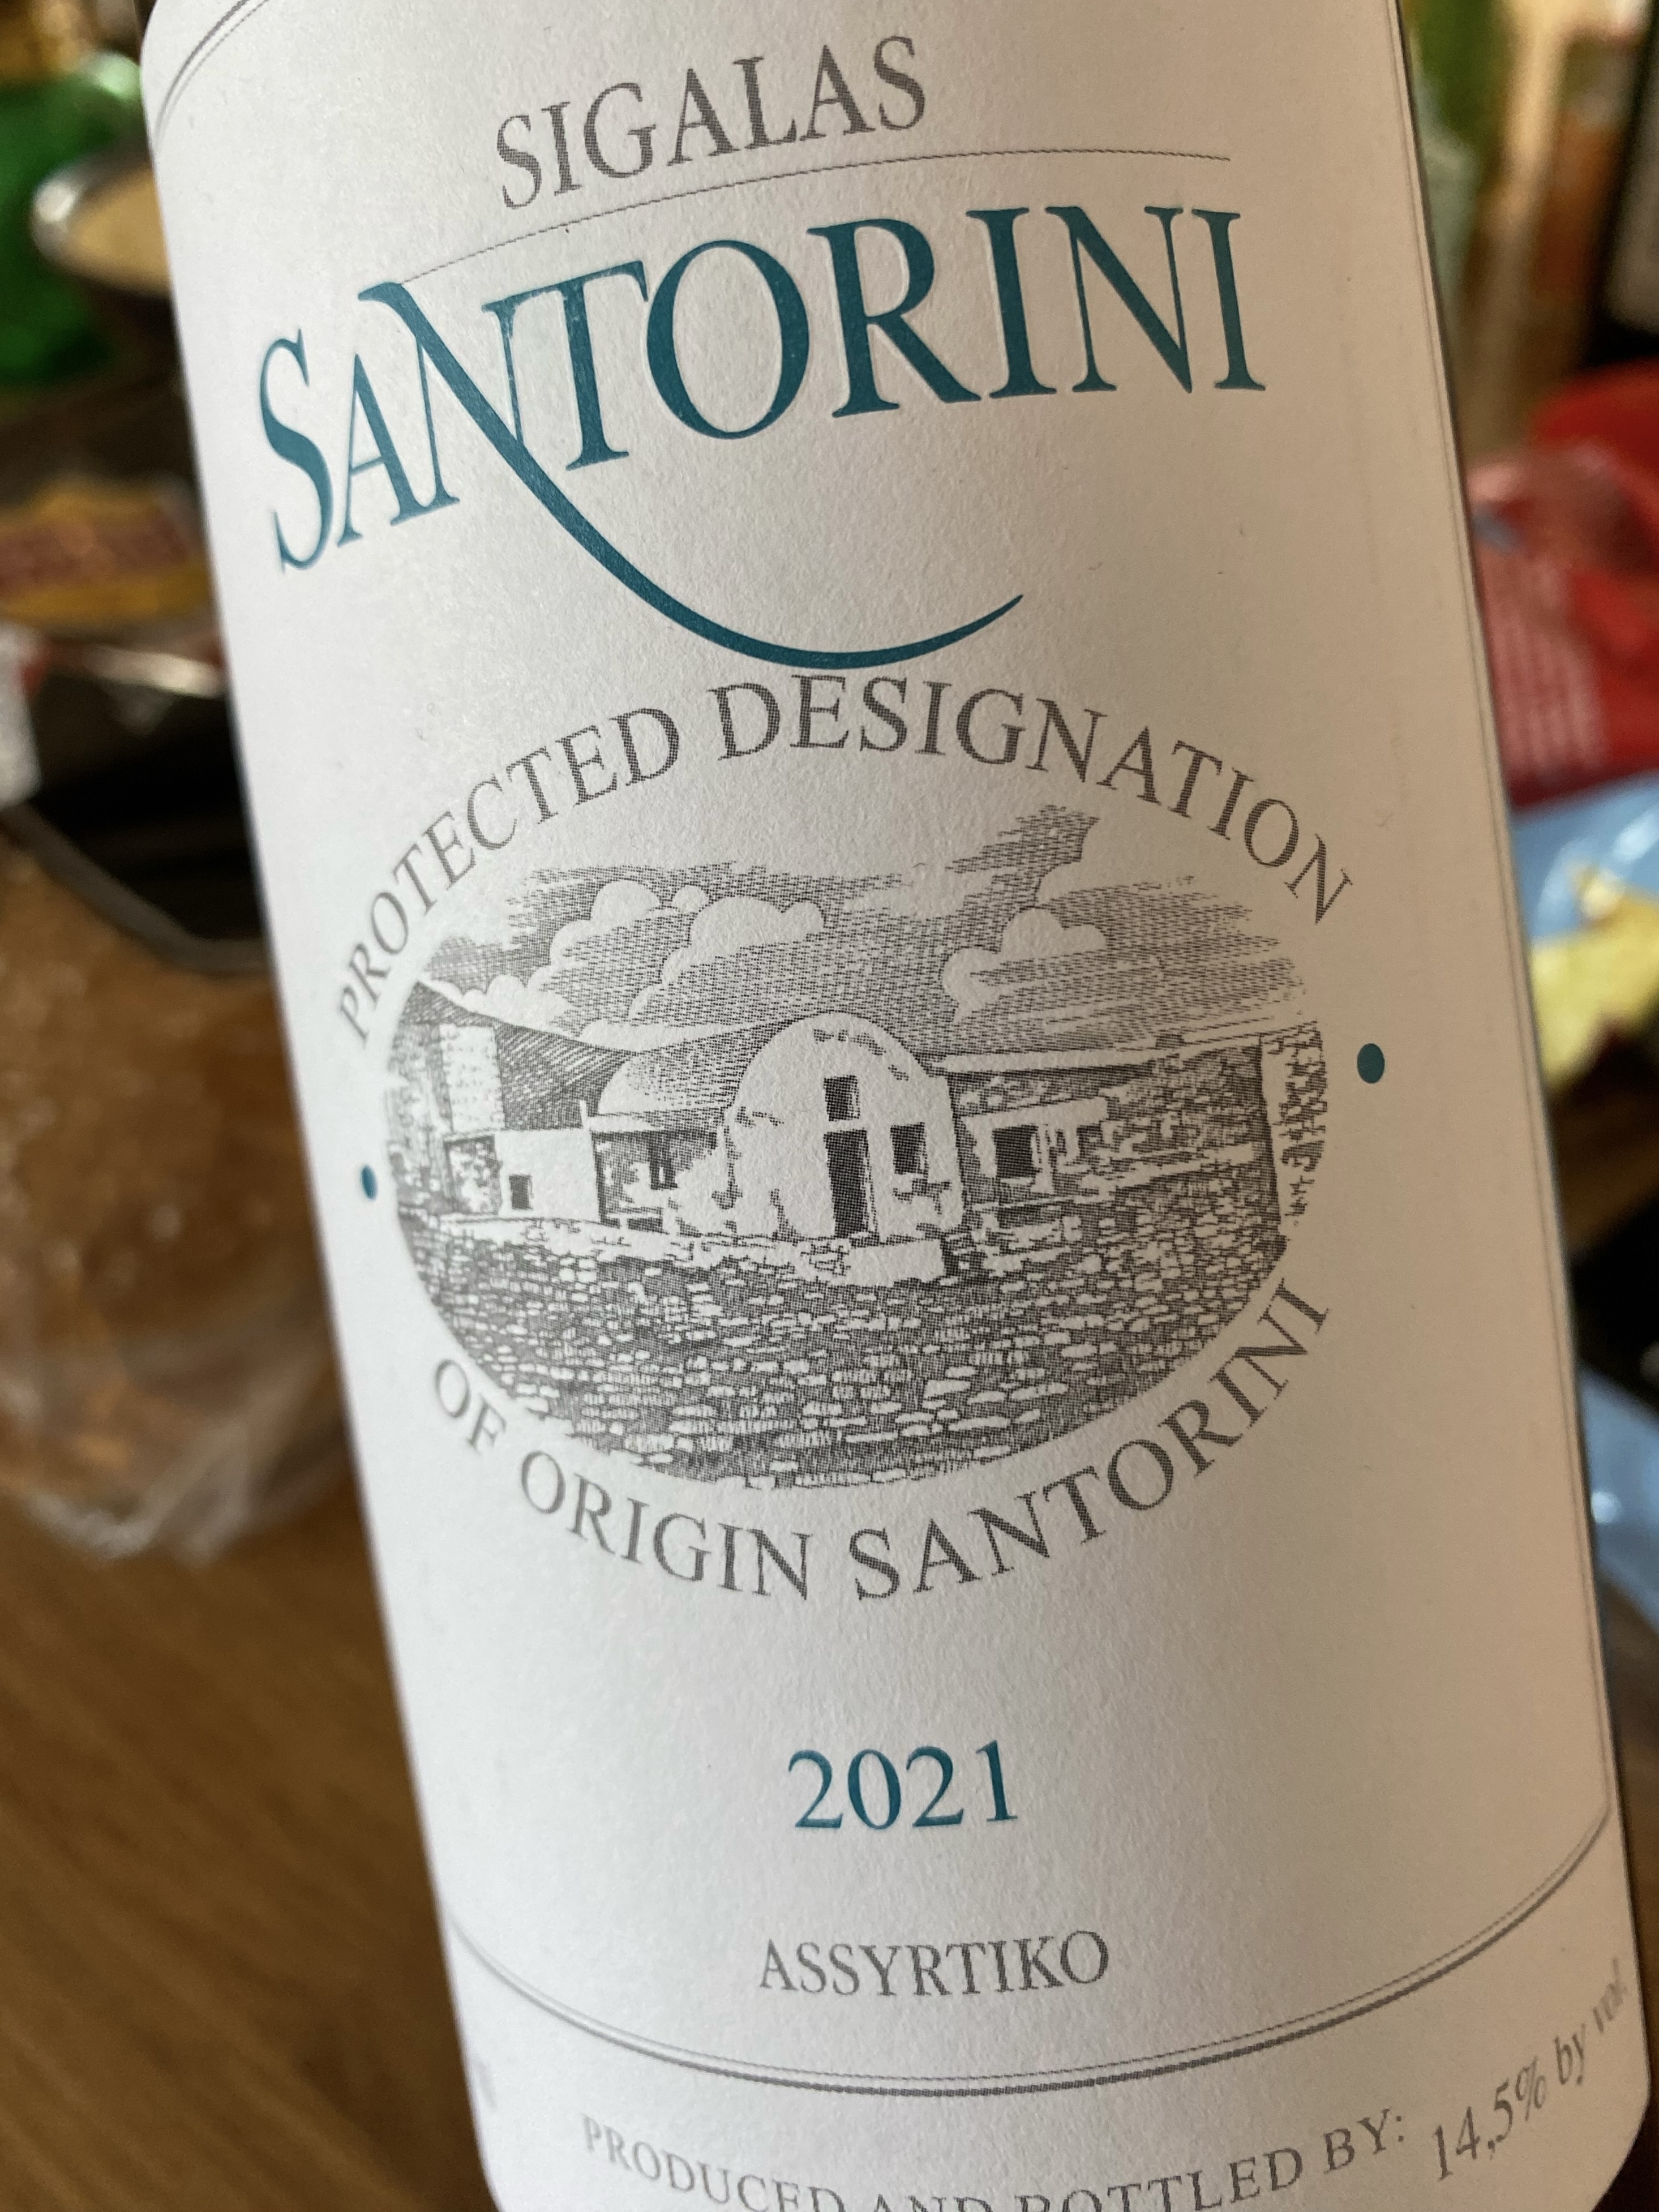 SIGALAS
SANTORINI
PROTECTED DESIGNATION
OF ORIGIN SANTORINI
2021
ASSYRTIKO
14,5% by vol.
PRODUCED AND BOTTLED BY: